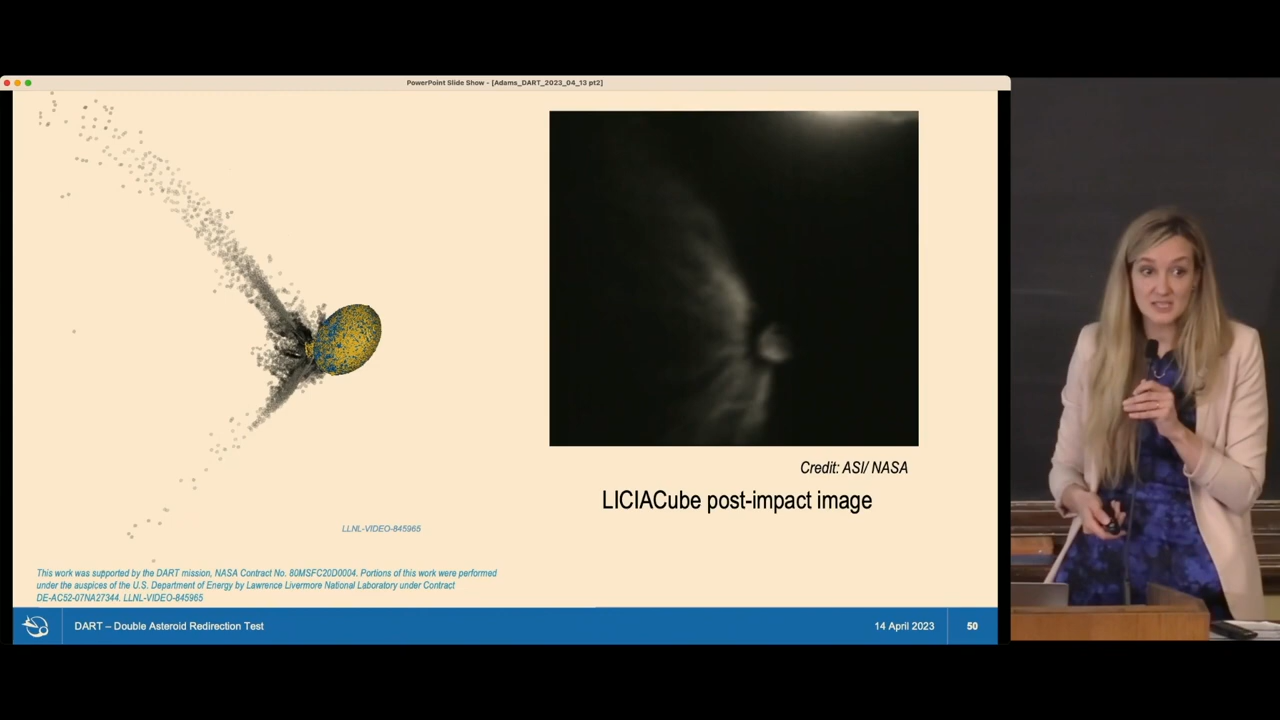 PowerPoint Slide Show - [Adams_DART_2023_04_13 pt2]
Credit: ASI/ NASA
LICIACube post-impact image
LLNL-VIDEO-845965
This work was supported by the DART mission, NASA Contract No. 80MSFC20D0004. Portions of this work were performed
under the auspices of the U.S. Department of Energy by Lawrence Livermore National Laboratory under Contract
DE-AC52-07NA27344. LLNL-VIDEO-845965
DART – Double Asteroid Redirection Test
14 April 2023
50